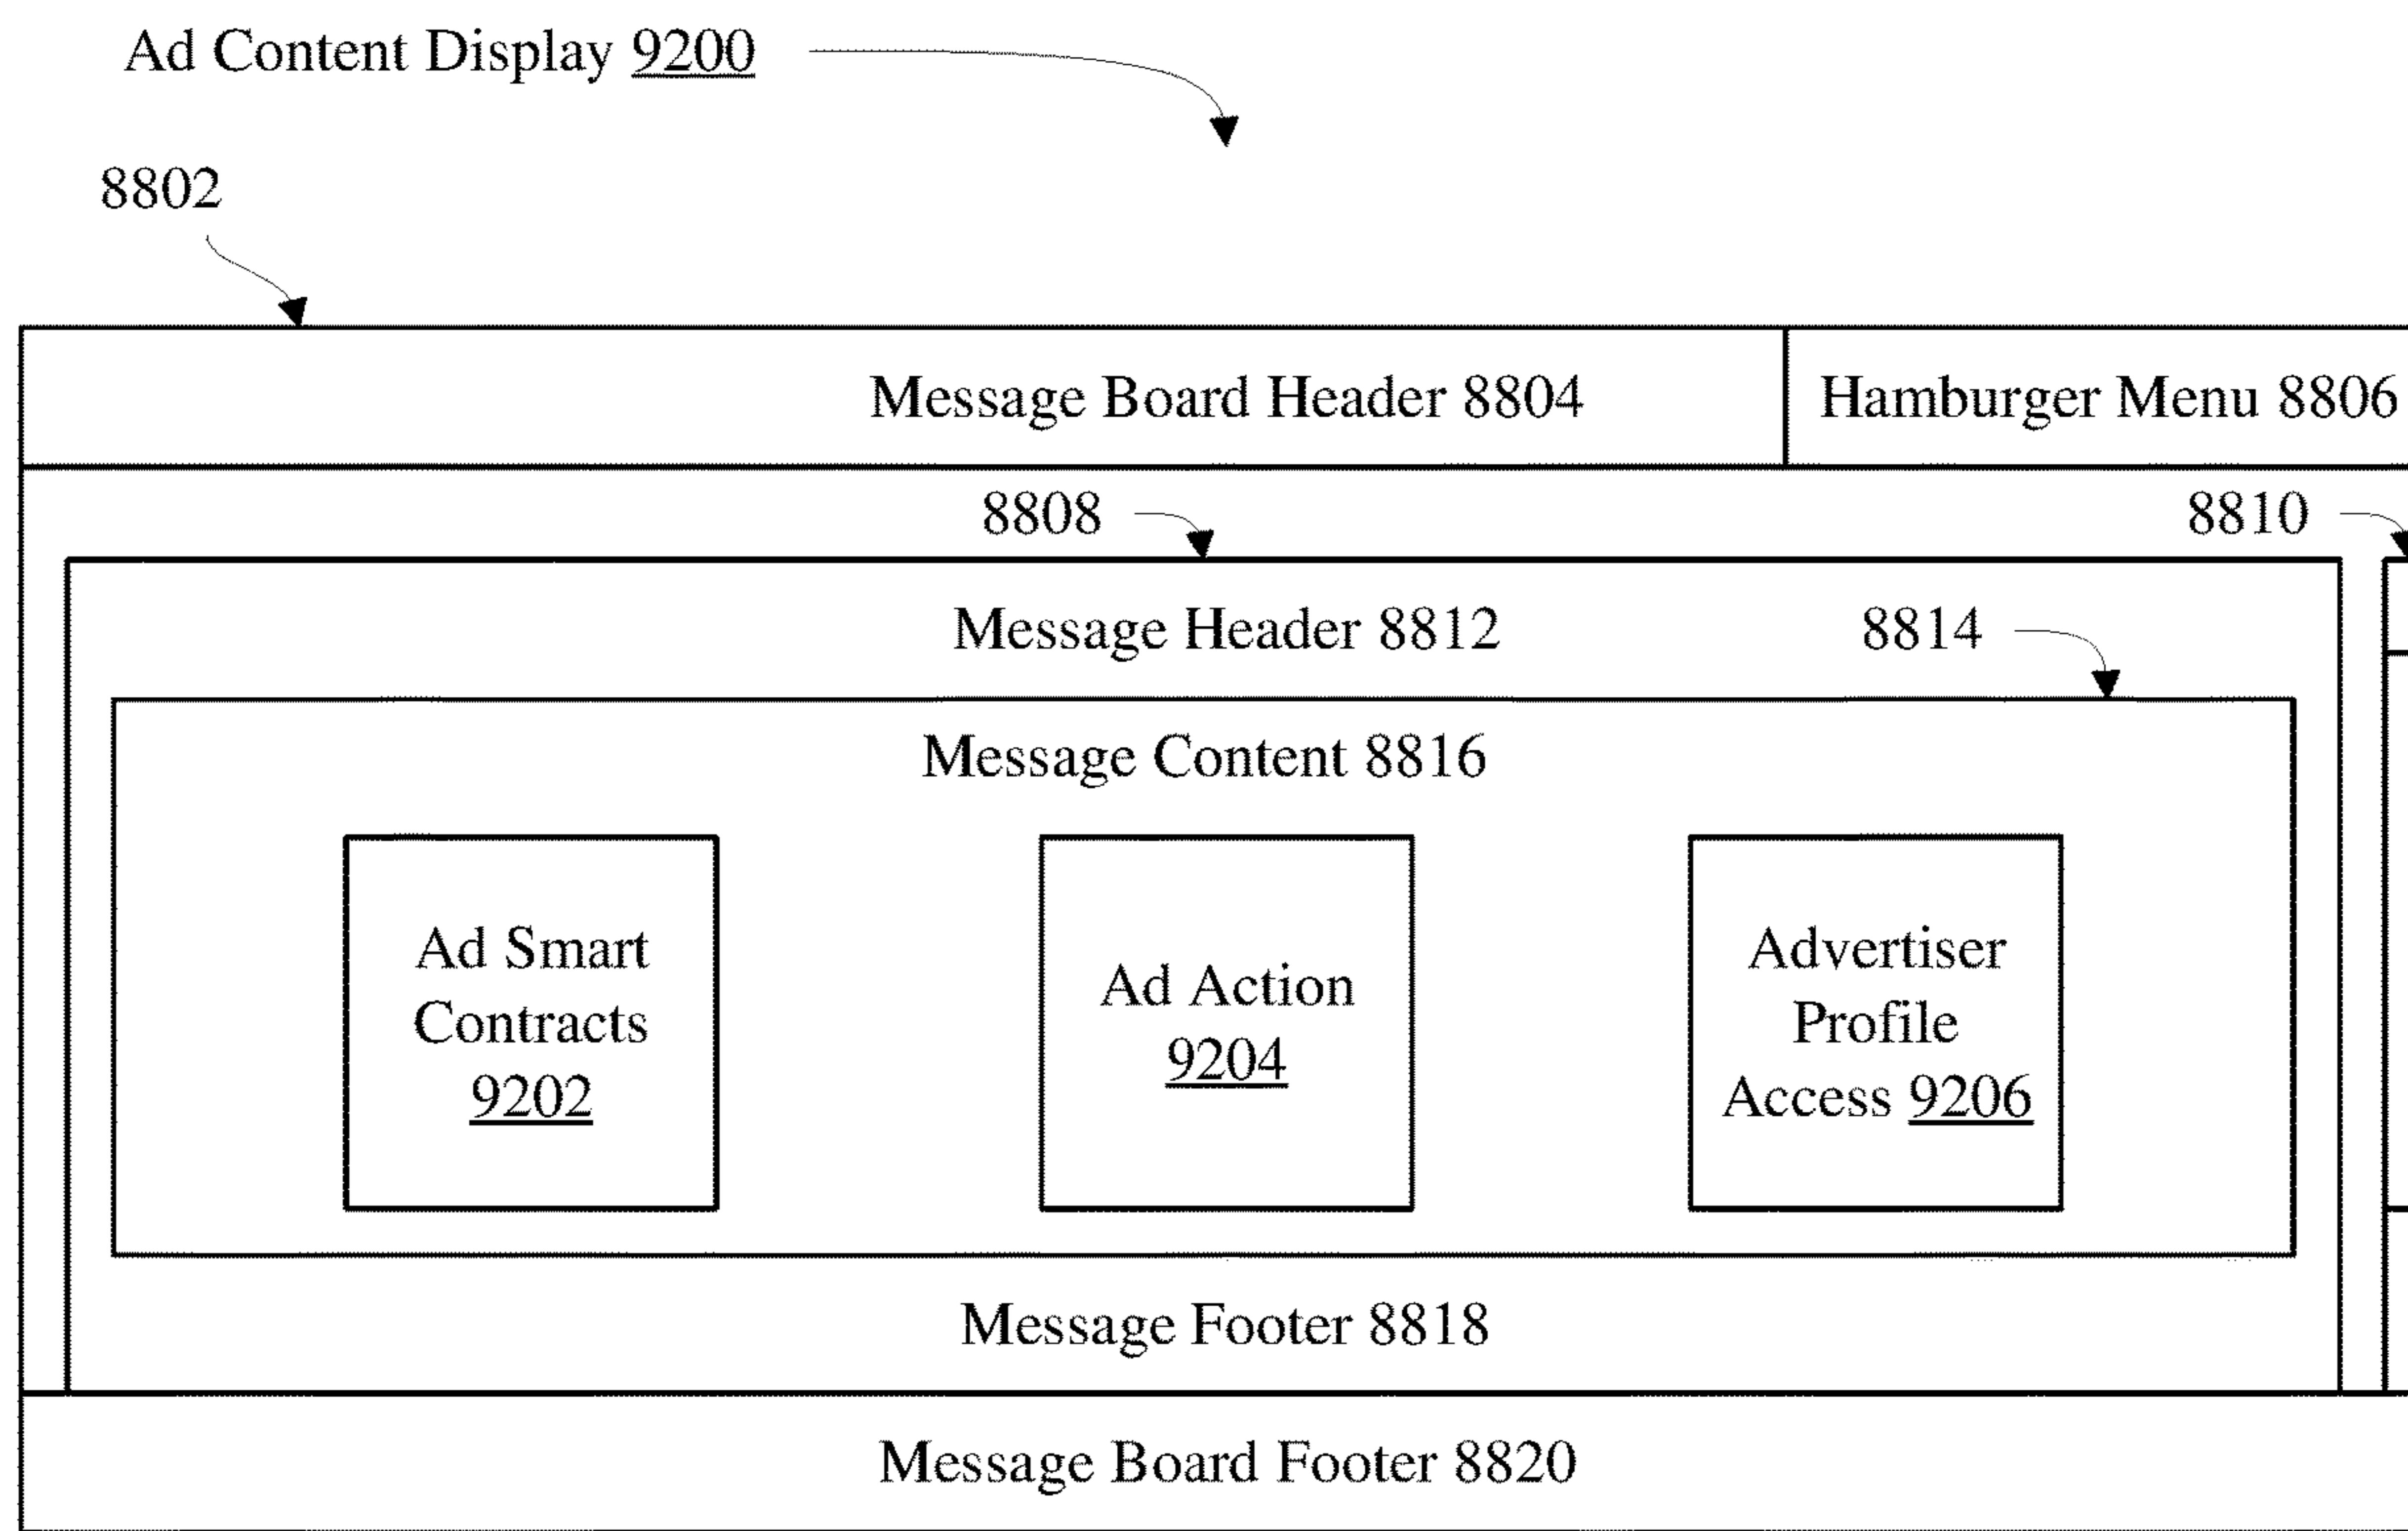 Ad Content Display 9200
8802
Message Board Header 8804
Hamburger Menu 8806
8808
8810
Message Header 8812
8814
Message Content 8816
Ad Smart
Contracts
9202
Ad Action
9204
Advertiser
Profile
Access 9206
Message Footer 8818
Message Board Footer 8820